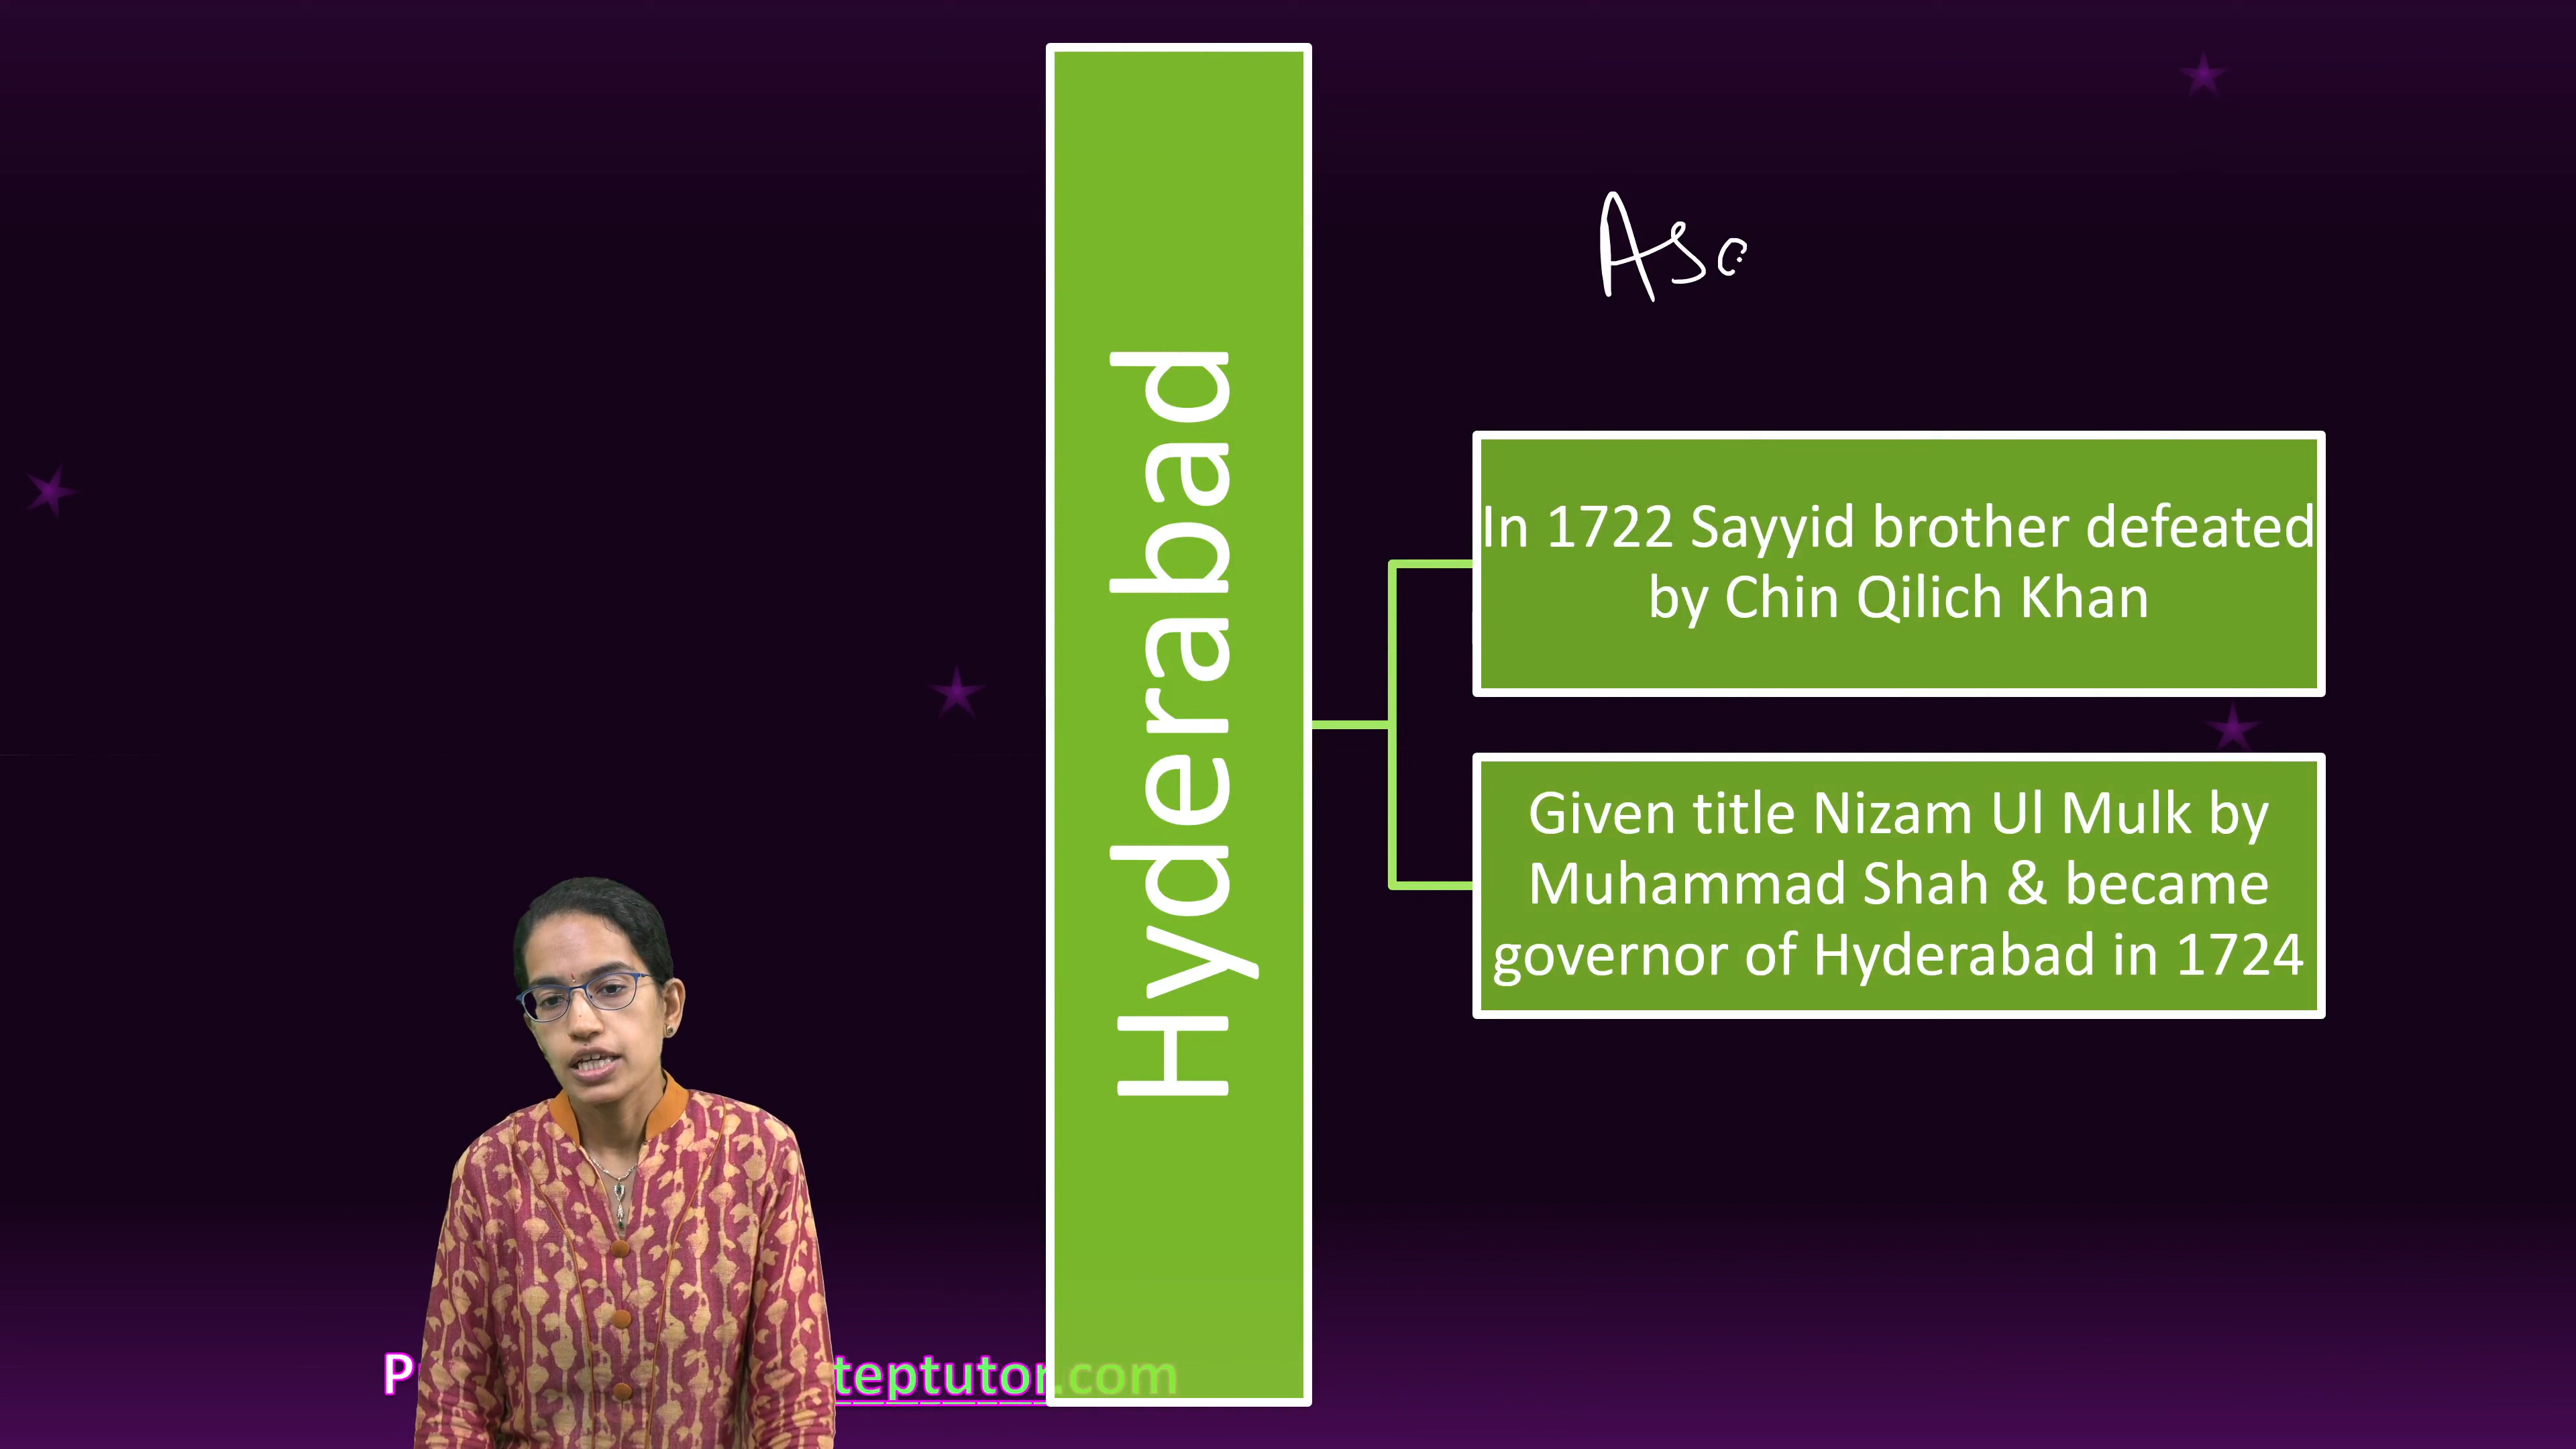 Asa
Hyderabad
In 1722 Sayyid brother defeated
by Chin Qilich Khan
Given title Nizam Ul Mulk by
Muhammad Shah & became
governor of Hyderabad in 1724
teptutor.com